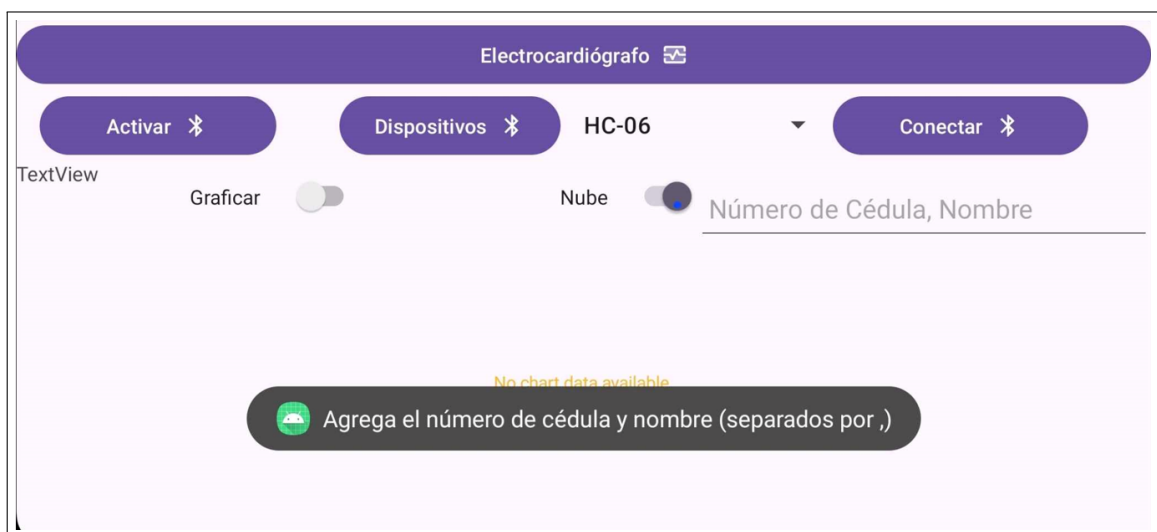 Electrocardiógrafo
Activar
Dispositivos
HC-06
Conectar
TextView
Graficar
Nube
Número de Cédula, Nombre
No chart data available
Agrega el número de cédula y nombre (separados por ,)